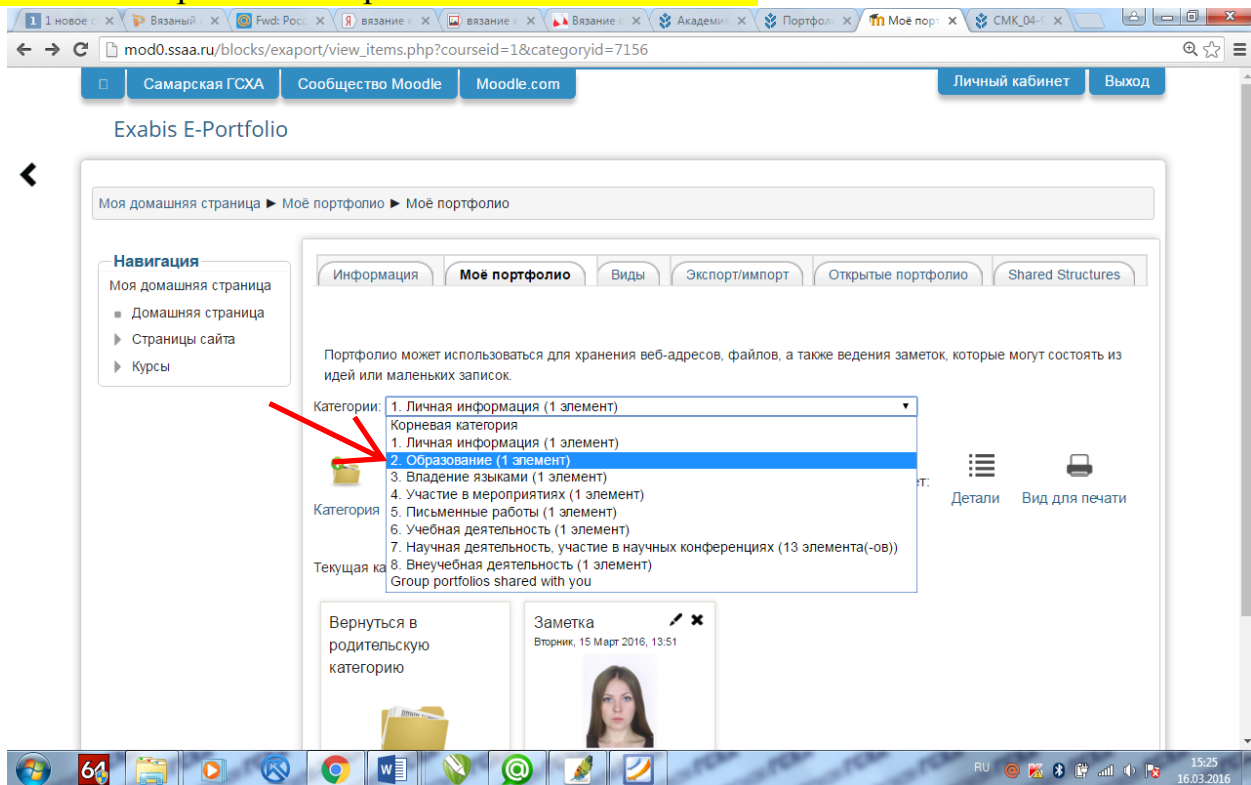 1 новое с
Вязаный
Fwd: Росс
вязание к
вязание к
Вязание с
Академия
Портфол
Моё порт
СМК_04-
mod0.ssaa.ru/blocks/exaport/view_items.php?courseid=1&categoryid=7156
Самарская ГСХА
Сообщество Moodle
Moodle.com
Личный кабинет
Выход
Exabis E-Portfolio
Моя домашняя страница ► Моё портфолио ► Моё портфолио
Навигация
Моя домашняя страница
Домашняя страница
Страницы сайта
Курсы
Информация
Моё портфолио
Виды
Экспорт/импорт
Открытые портфолио
Shared Structures
Портфолио может использоваться для хранения веб-адресов, файлов, а также ведения заметок, которые могут состоять из
идей или маленьких записок.
Категории: 1. Личная информация (1 элемент)
Корневая категория
1. Личная информация (1 элемент)
2. Образование (1 элемент)
3. Владение языками (1 элемент)
4. Участие в мероприятиях (1 элемент)
5. Письменные работы (1 элемент)
6. Учебная деятельность (1 элемент)
7. Научная деятельность, участие в научных конференциях (13 элемента(-ов))
8. Внеучебная деятельность (1 элемент)
Group portfolios shared with you
Категория
ет:
Детали
Вид для печати
Текущая ка
Вернуться в
родительскую
категорию
Заметка
Вторник, 15 Март 2016, 13:51
64
RU
15:25
16.03.2016